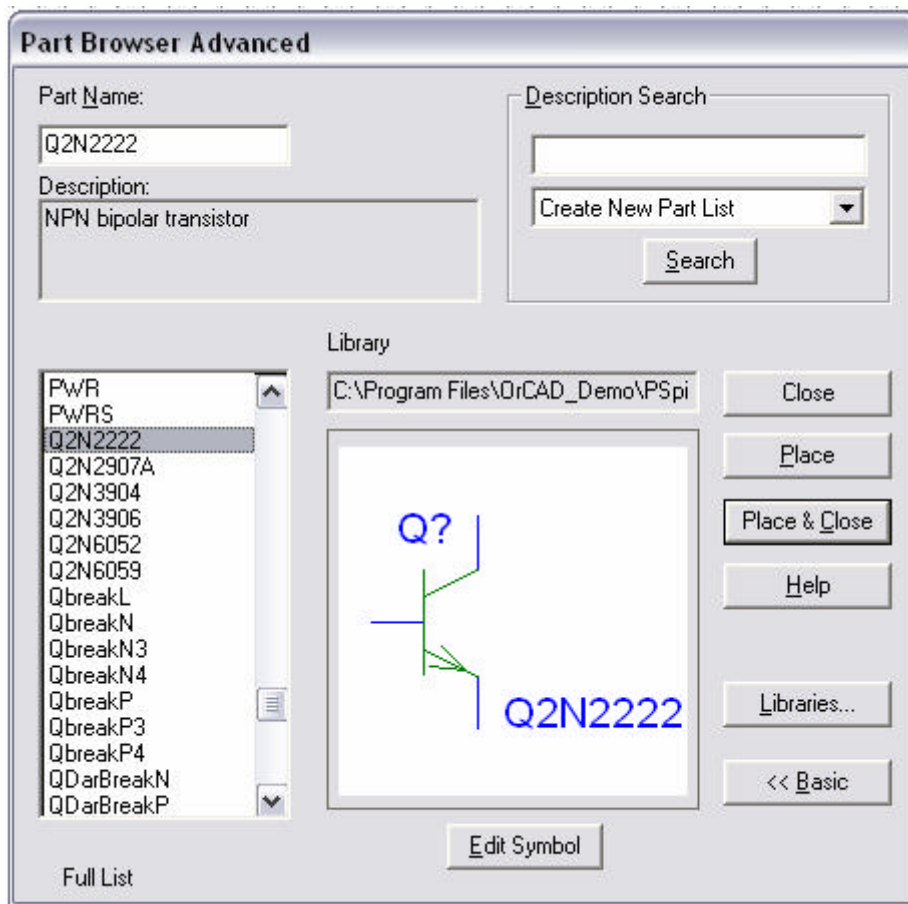 Part Browser Advanced
Part Name:
Q2N2222
Description:
NPN bipolar transistor
Description Search
Create New Part List
Search
Library
C:\Program Files\OrCAD_Demo\PSpi
PWR
PWRS
Q2N2222
Q2N2907A
Q2N3904
Q2N3906
Q2N6052
Q2N6059
QbreakL
QbreakN
QbreakN3
QbreakN4
QbreakP
QbreakP3
QbreakP4
QDarBreakN
QDarBreakP
Full List
Q?
Q2N2222
Edit Symbol
Close
Place
Place & Close
Help
Libraries...
<< Basic